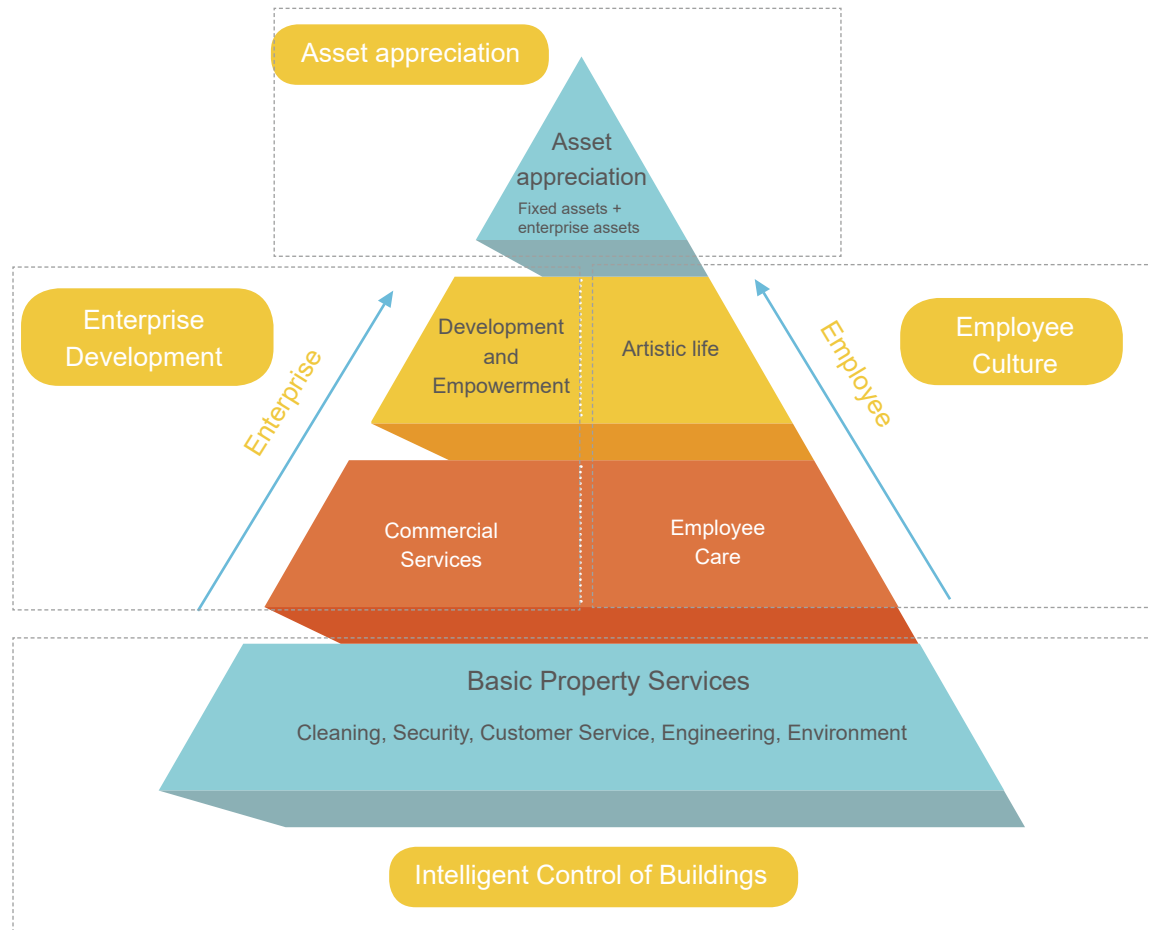 Asset appreciation
Asset
appreciation
Fixed assets +
enterprise assets
Enterprise
Development
Enterprise
Development
and
Empowerment
Artistic life
Employee
Employee
Culture
Commercial
Services
Employee
Care
Basic Property Services
Cleaning, Security, Customer Service, Engineering, Environment
Intelligent Control of Buildings